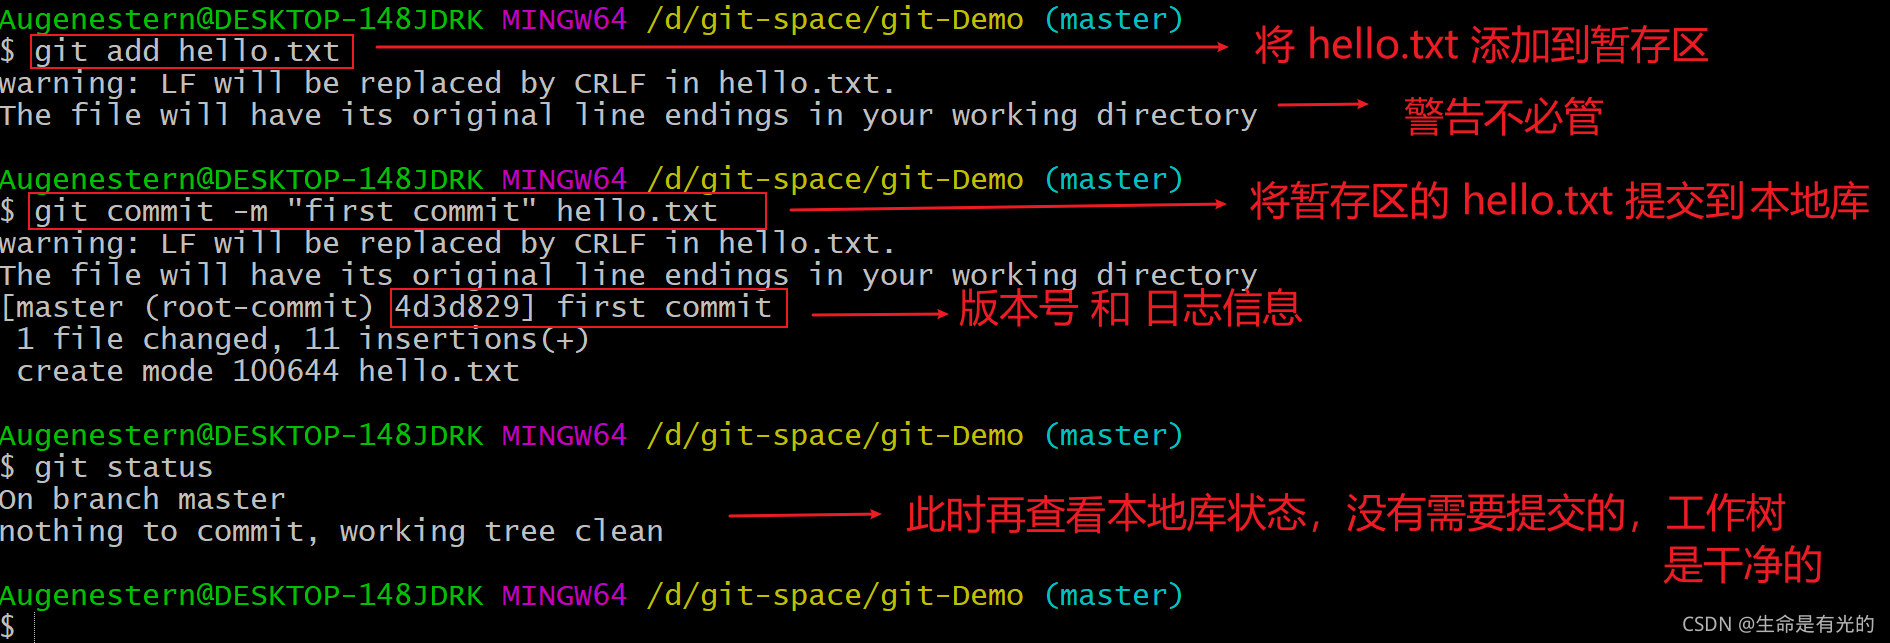 Augenestern@DESKTOP-148JDRK MINGW64 /d/git-space/git-Demo (master)
$ git add hello.txt
将 hello.txt 添加到暂存区
warning: LF will be replaced by CRLF in hello.txt.
The file will have its original line endings in your working directory
警告不必管
Augenestern@DESKTOP-148JDRK MINGW64 /d/git-space/git-Demo (master)
$ git commit -m "first commit" hello.txt
将暂存区的 hello.txt 提交到本地库
warning: LF will be replaced by CRLF in hello.txt.
The file will have its original line endings in your working directory
[master (root-commit) 4d3d829] first commit
版本号 和 日志信息
1 file changed, 11 insertions(+)
create mode 100644 hello.txt
Augenestern@DESKTOP-148JDRK MINGW64 /d/git-space/git-Demo (master)
$ git status
On branch master
nothing to commit, working tree clean
此时再查看本地库状态，没有需要提交的，工作树
是干净的
Augenestern@DESKTOP-148JDRK MINGW64 /d/git-space/git-Demo (master)
$
CSDN @生命是有光的